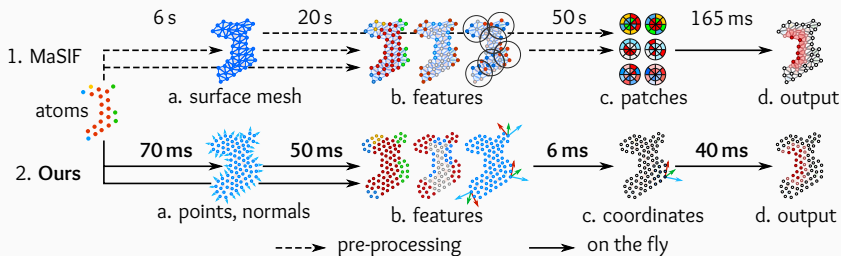 6 s 20 s 50 s 165 ms
1. MaSIF
a. surface mesh b. features c. patches d. output
atoms
70 ms 50 ms 6 ms 40 ms
2. Ours
a. points, normals b. features c. coordinates d. output
pre-processing on the fly